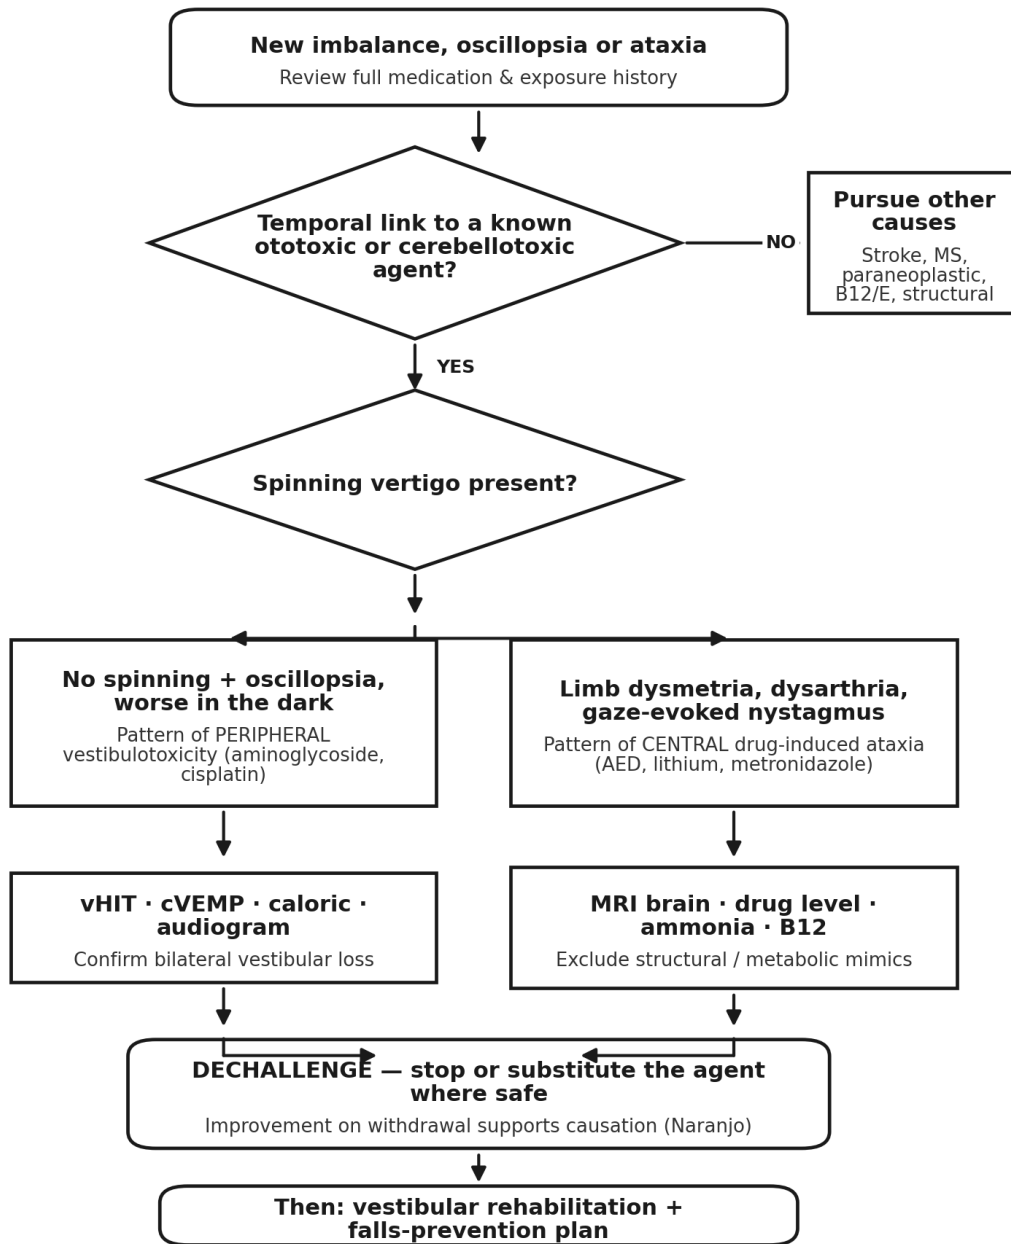 New imbalance, oscillopsia or ataxia
Review full medication & exposure history
Temporal link to a known
ototoxic or cerebellotoxic
agent?
NO
Pursue other
causes
Stroke, MS,
paraneoplastic,
B12/E, structural
YES
Spinning vertigo present?
No spinning + oscillopsia,
worse in the dark
Pattern of PERIPHERAL
vestibulotoxicity (aminoglycoside,
cisplatin)
Limb dysmetria, dysarthria,
gaze-evoked nystagmus
Pattern of CENTRAL drug-induced ataxia
(AED, lithium, metronidazole)
vHIT · cVEMP · caloric ·
audiogram
Confirm bilateral vestibular loss
MRI brain · drug level ·
ammonia · B12
Exclude structural / metabolic mimics
DECHALLENGE — stop or substitute the agent
where safe
Improvement on withdrawal supports causation (Naranjo)
Then: vestibular rehabilitation +
falls-prevention plan